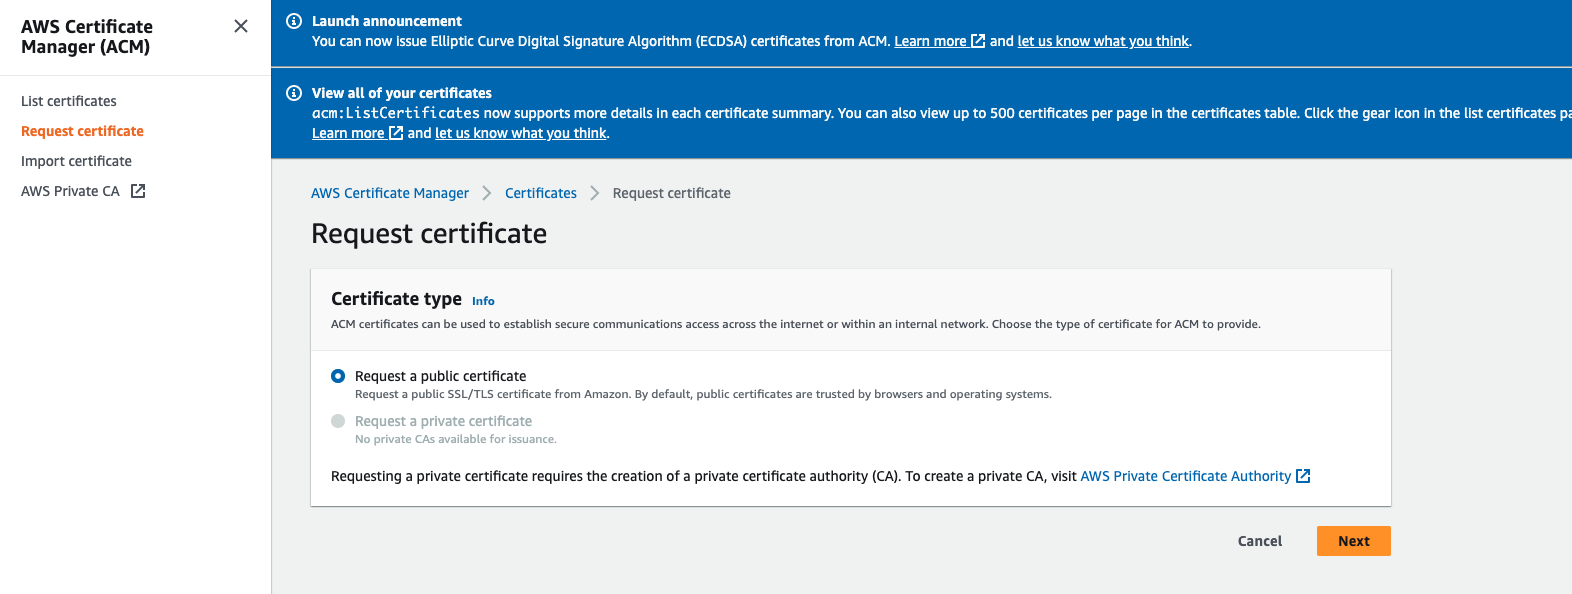 AWS Certificate
Manager (ACM)
List certificates
Request certificate
Import certificate
AWS Private CA
Launch announcement
You can now issue Elliptic Curve Digital Signature Algorithm (ECDSA) certificates from ACM. Learn more and let us know what you think.
View all of your certificates
acm:ListCertificates now supports more details in each certificate summary. You can also view up to 500 certificates per page in the certificates table. Click the gear icon in the list certificates
Learn more and let us know what you think.
AWS Certificate Manager > Certificates > Request certificate
Request certificate
Certificate type Info
ACM certificates can be used to establish secure communications access across the internet or within an internal network. Choose the type of certificate for ACM to provide.
Request a public certificate
Request a public SSL/TLS certificate from Amazon. By default, public certificates are trusted by browsers and operating systems.
Request a private certificate
No private CAs available for issuance.
Requesting a private certificate requires the creation of a private certificate authority (CA). To create a private CA, visit AWS Private Certificate Authority
Cancel
Next